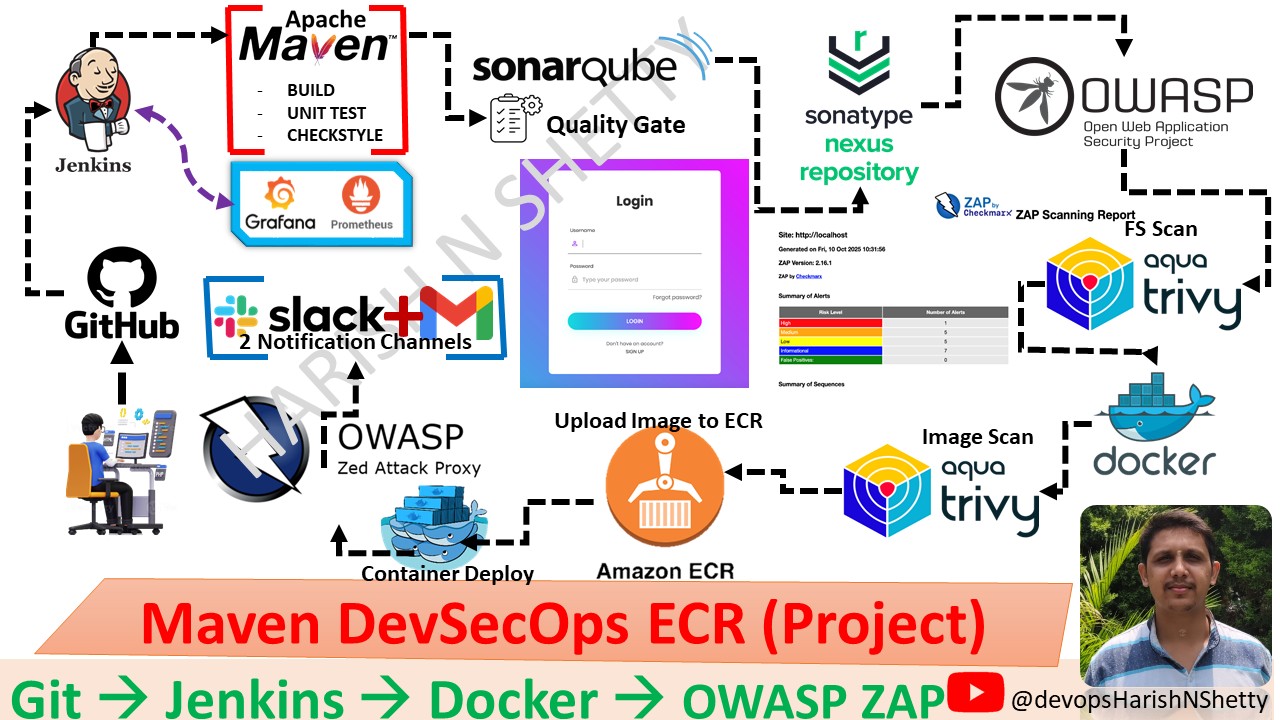 Apache
Maven™
- BUILD
- UNIT TEST
- CHECKSTYLE
Jenkins
sonarqube
Quality Gate
sonatype
nexus
repository
OWASP
Open Web Application
Security Project
Grafana
Prometheus
GitHub
slack+M
2 Notification Channels
Login
Username
Password
Type your password
Forgot password?
LOGIN
Don't have an account?
SIGN UP
ZAP by
Checkmarx
ZAP Scanning Report
Site: http://localhost
Generated on Fri, 10 Oct 2025 10:31:56
ZAP Version: 2.16.1
ZAP by Checkmarx
Summary of Alerts
Risk Level Number of Alerts
High 1
Medium 5
Low 5
Informational 7
False Positives: 0
Summary of Sequences
FS Scan
aqua
trivy
docker
Image Scan
aqua
trivy
Upload Image to ECR
Amazon ECR
OWASP
Zed Attack Proxy
Container Deploy
HARISH N SHETTY
Maven DevSecOps ECR (Project)
Git → Jenkins → Docker → OWASP ZAP
@devopsHarishNShetty